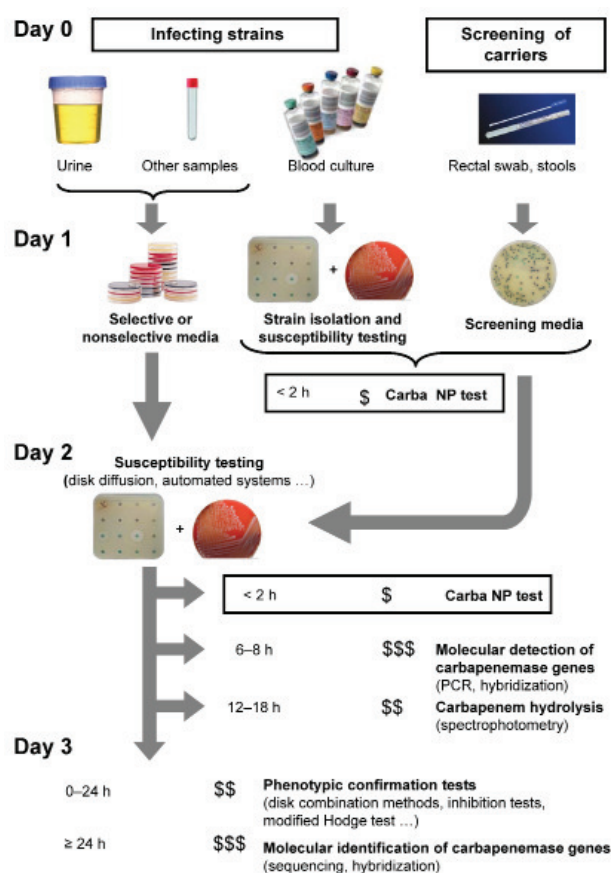 Day 0
Infecting strains
Screening of
carriers
Urine
Other samples
Blood culture
Rectal swab, stools
Day 1
+
Selective or
nonselective media
Strain isolation and
susceptibility testing
Screening media
< 2 h $ Carba NP test
Day 2
Susceptibility testing
(disk diffusion, automated systems ...)
+
< 2 h $ Carba NP test
6–8 h $$$ Molecular detection of
carbapenemase genes
(PCR, hybridization)
12–18 h $$ Carbapenem hydrolysis
(spectrophotometry)
Day 3
0–24 h $$ Phenotypic confirmation tests
(disk combination methods, inhibition tests,
modified Hodge test ...)
≥ 24 h $$$ Molecular identification of carbapenemase genes
(sequencing, hybridization)